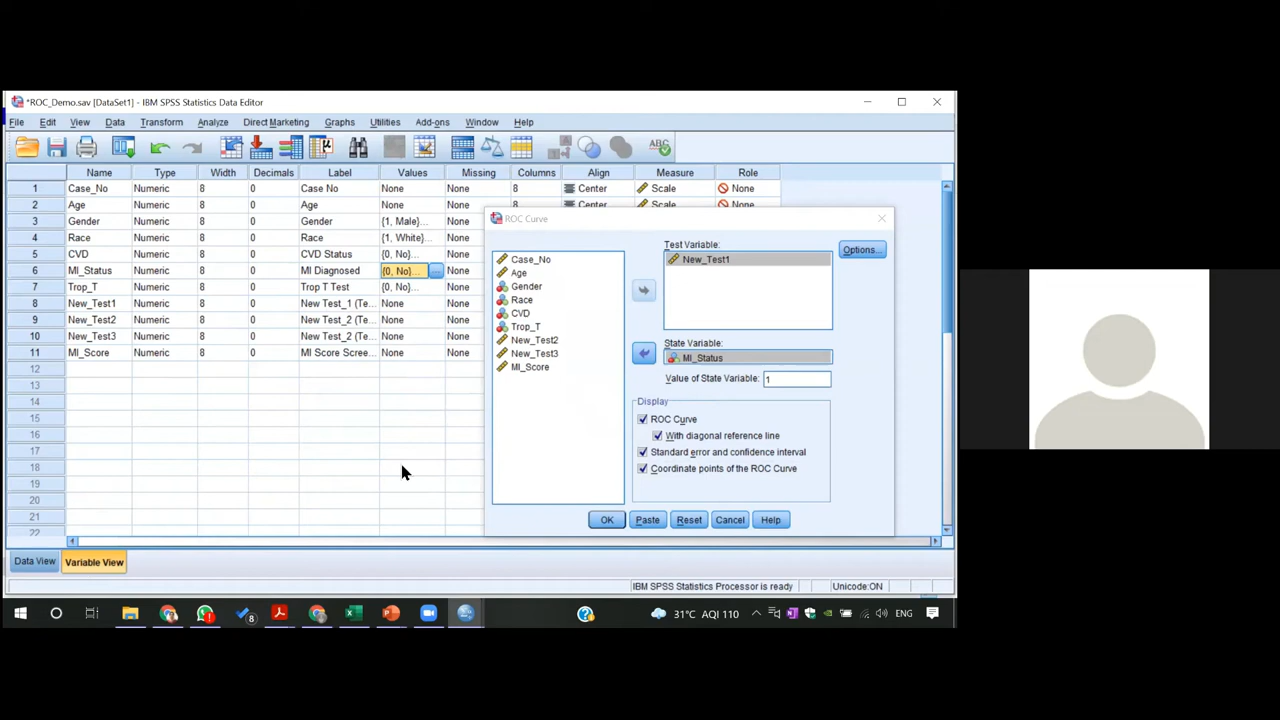 *ROC_Demo.sav [DataSet1] - IBM SPSS Statistics Data Editor
File Edit View Data Transform Analyze Direct Marketing Graphs Utilities Add-ons Window Help
Name Type Width Decimals Label Values Missing Columns Align Measure Role
1 Case_No Numeric 8 0 Case No None None 8 Center Scale None
2 Age Numeric 8 0 Age None None 8 Center Scale None
3 Gender Numeric 8 0 Gender {1, Male}... None
4 Race Numeric 8 0 Race {1, White}... None
5 CVD Numeric 8 0 CVD Status {0, No}... None
6 MI_Status Numeric 8 0 MI Diagnosed {0, No}... ... None
7 Trop_T Numeric 8 0 Trop T Test {0, No}... None
8 New_Test1 Numeric 8 0 New Test_1 (Te... None None
9 New_Test2 Numeric 8 0 New Test_2 (Te... None None
10 New_Test3 Numeric 8 0 New Test_2 (Te... None None
11 MI_Score Numeric 8 0 MI Score Scree... None None
12
13
14
15
16
17
18
19
20
21
22
ROC Curve
Case_No
Age
Gender
Race
CVD
Trop_T
New_Test2
New_Test3
MI_Score
Test Variable:
New_Test1
Options...
State Variable:
MI_Status
Value of State Variable: 1
Display
ROC Curve
With diagonal reference line
Standard error and confidence interval
Coordinate points of the ROC Curve
OK Paste Reset Cancel Help
Data View Variable View
IBM SPSS Statistics Processor is ready Unicode:ON
8 31°C AQI 110 ENG